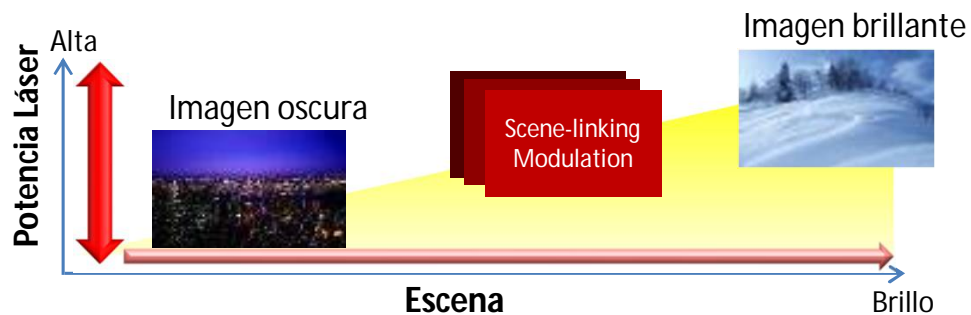 Imagen brillante
Alta
Imagen oscura
Potencia Láser
Scene-linking
Modulation
Escena
Brillo